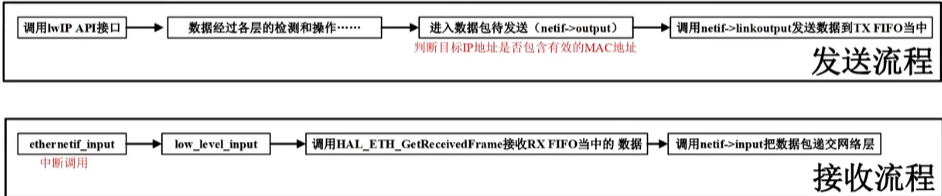 调用lwIP API接口
数据经过各层的检测和操作……
进入数据包待发送（netif->output）
调用netif->linkoutput发送数据到TX FIFO当中
判断目标IP地址是否包含有效的MAC地址
发送流程
ethernetif_input
low_level_input
调用HAL_ETH_GetReceivedFrame接收RX FIFO当中的 数据
调用netif->input把数据包递交网络层
中断调用
接收流程